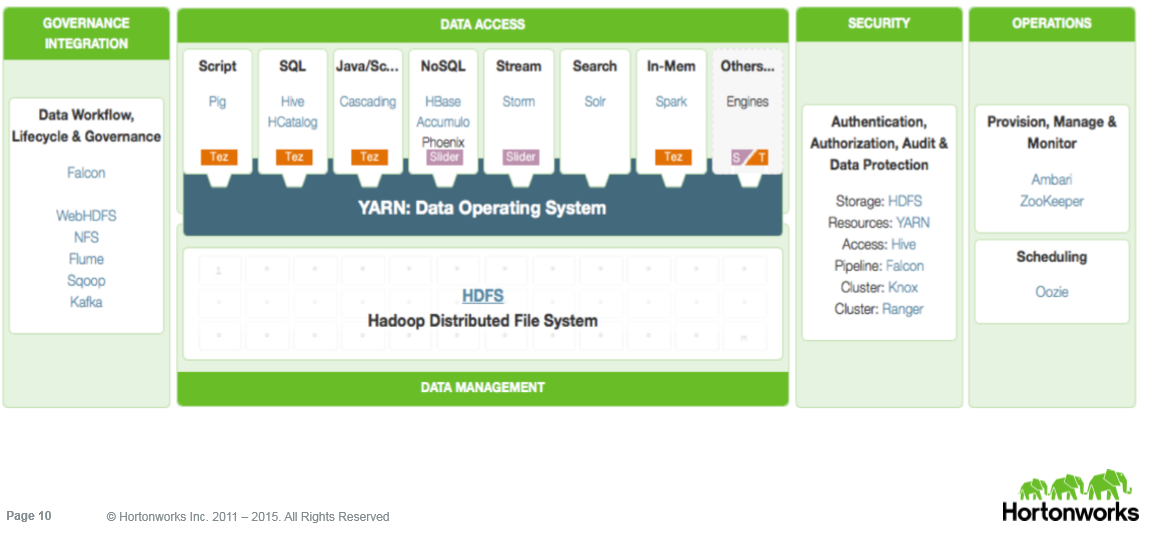 GOVERNANCE
INTEGRATION
Data Workflow,
Lifecycle & Governance
Falcon
WebHDFS
NFS
Flume
Sqoop
Kafka
DATA ACCESS
Script
Pig
Tez
SQL
Hive
HCatalog
Tez
Java/Sc...
Cascading
Tez
NoSQL
HBase
Accumulo
Phoenix
Slider
Stream
Storm
Slider
Search
Solr
In-Mem
Spark
Tez
Others...
Engines
S / T
YARN: Data Operating System
1
HDFS
Hadoop Distributed File System
n
DATA MANAGEMENT
SECURITY
Authentication,
Authorization, Audit &
Data Protection
Storage: HDFS
Resources: YARN
Access: Hive
Pipeline: Falcon
Cluster: Knox
Cluster: Ranger
OPERATIONS
Provision, Manage &
Monitor
Ambari
ZooKeeper
Scheduling
Oozie
Page 10
© Hortonworks Inc. 2011 – 2015. All Rights Reserved
Hortonworks